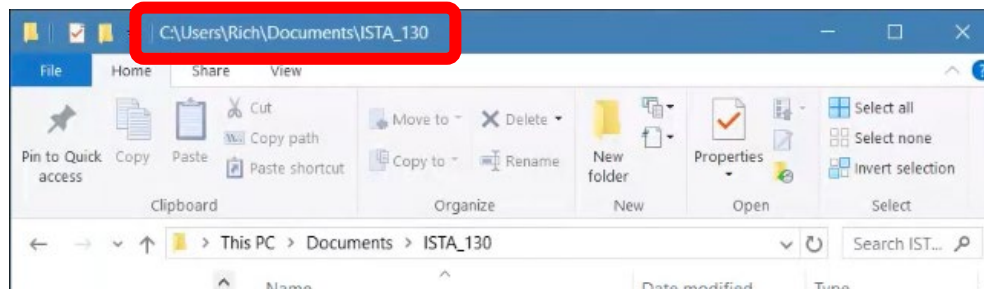 C:\Users\Rich\Documents\ISTA_130
File Home Share View
Pin to Quick access
Copy
Paste
Cut
Copy path
Paste shortcut
Clipboard
Move to
Copy to
Delete
Rename
Organize
New folder
New
Properties
Open
Select all
Select none
Invert selection
Select
> This PC > Documents > ISTA_130
Search IST...
Name Date modified Type